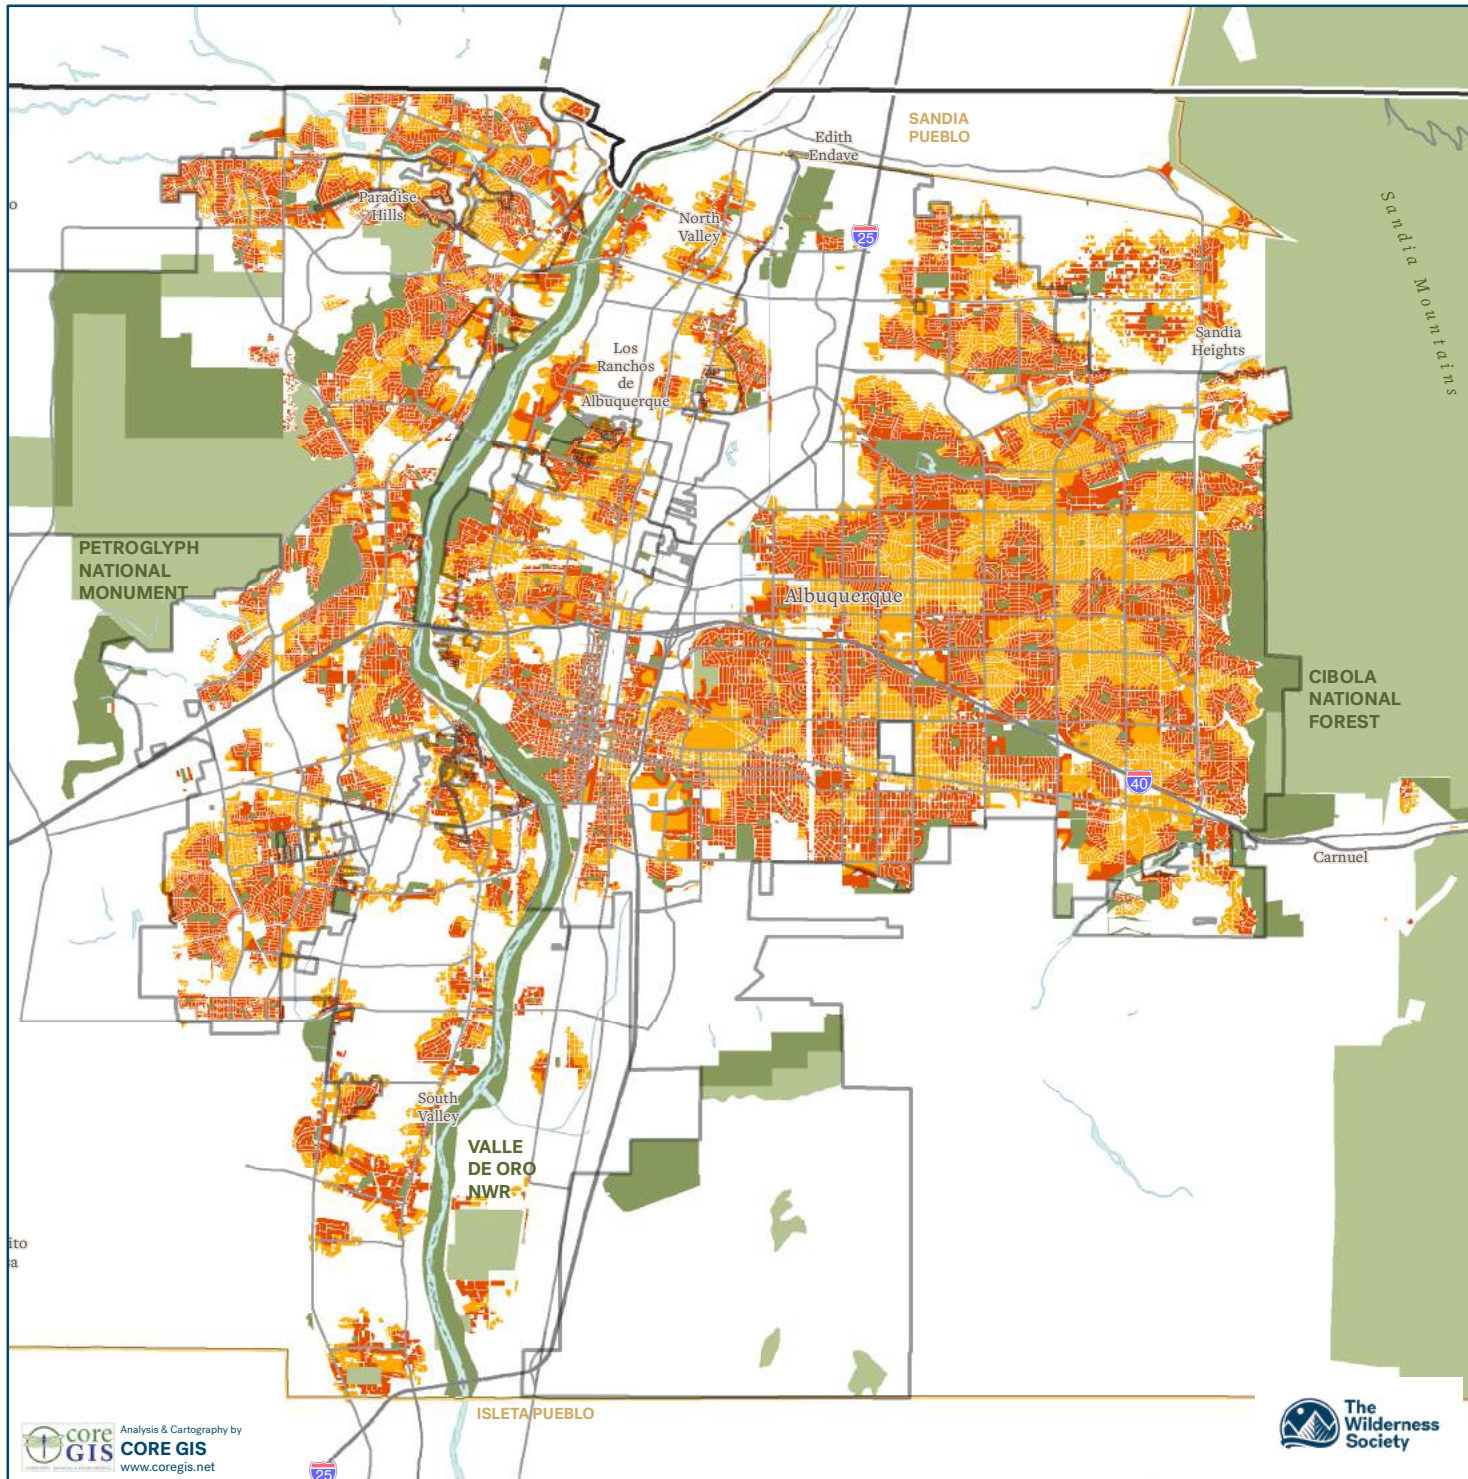 SANDIA
PUEBLO
Edith
Endave
Paradise
Hills
North
Valley
25
Sandia Mountains
Sandia
Heights
Los
Ranchos
de
Albuquerque
PETROGLYPH
NATIONAL
MONUMENT
Albuquerque
CIBOLA
NATIONAL
FOREST
40
Carnuel
South
Valley
VALLE
DE ORO
NWR
o
ito
a
ISLETA PUEBLO
25
core
GIS
Analysis & Cartography by
CORE GIS
www.coregis.net
The
Wilderness
Society